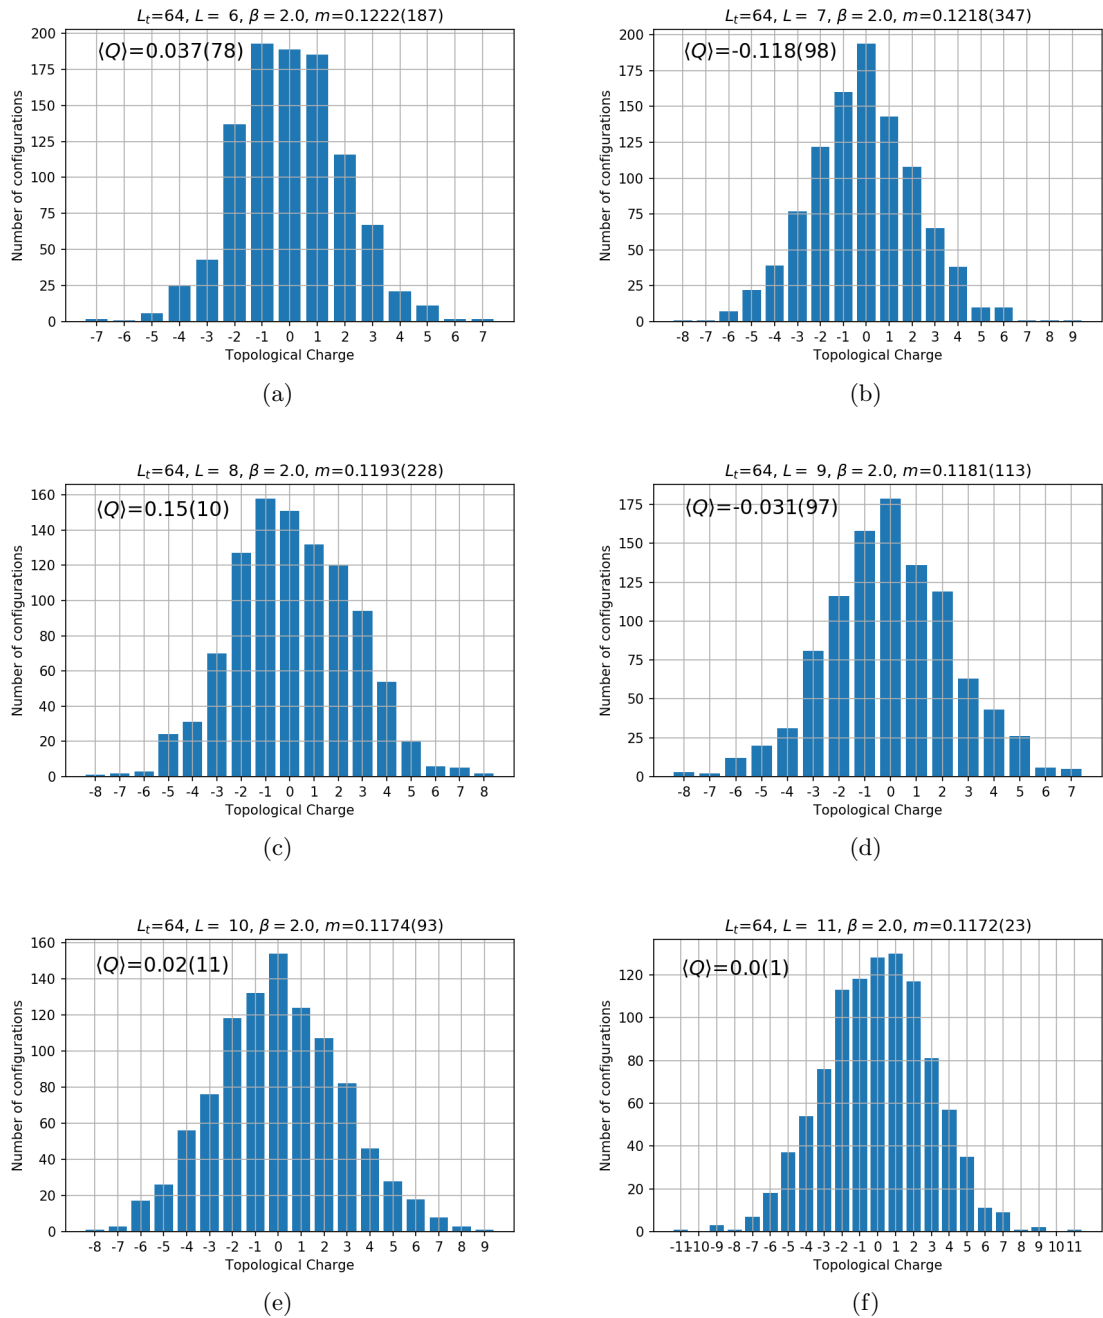 L_t=64, L= 6, β=2.0, m=0.1222(187)
⟨Q⟩=0.037(78)
Number of configurations
200
175
150
125
100
75
50
25
0
-7 -6 -5 -4 -3 -2 -1 0 1 2 3 4 5 6 7
Topological Charge
(a)
L_t=64, L= 7, β=2.0, m=0.1218(347)
⟨Q⟩=-0.118(98)
Number of configurations
200
175
150
125
100
75
50
25
0
-8 -7 -6 -5 -4 -3 -2 -1 0 1 2 3 4 5 6 7 8 9
Topological Charge
(b)
L_t=64, L= 8, β=2.0, m=0.1193(228)
⟨Q⟩=0.15(10)
Number of configurations
160
140
120
100
80
60
40
20
0
-8 -7 -6 -5 -4 -3 -2 -1 0 1 2 3 4 5 6 7 8
Topological Charge
(c)
L_t=64, L= 9, β=2.0, m=0.1181(113)
⟨Q⟩=-0.031(97)
Number of configurations
175
150
125
100
75
50
25
0
-8 -7 -6 -5 -4 -3 -2 -1 0 1 2 3 4 5 6 7
Topological Charge
(d)
L_t=64, L= 10, β=2.0, m=0.1174(93)
⟨Q⟩=0.02(11)
Number of configurations
160
140
120
100
80
60
40
20
0
-8 -7 -6 -5 -4 -3 -2 -1 0 1 2 3 4 5 6 7 8 9
Topological Charge
(e)
L_t=64, L= 11, β=2.0, m=0.1172(23)
⟨Q⟩=0.0(1)
Number of configurations
120
100
80
60
40
20
0
-11 -10 -9 -8 -7 -6 -5 -4 -3 -2 -1 0 1 2 3 4 5 6 7 8 9 10 11
Topological Charge
(f)